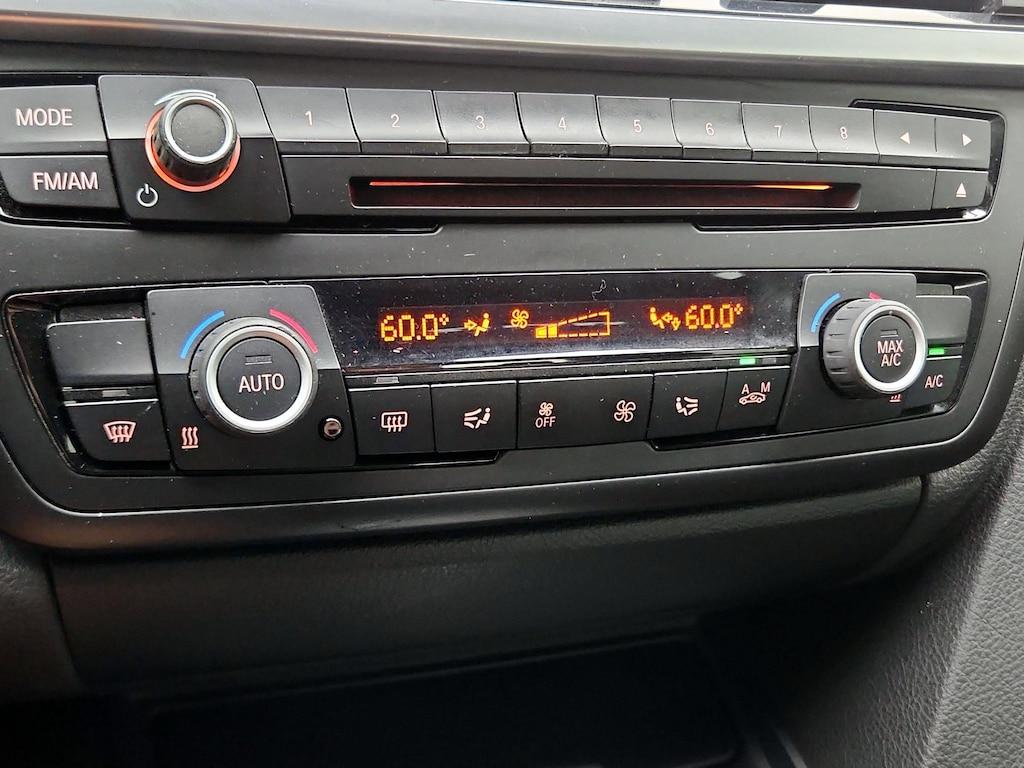 MODE 1 2 3 4 5 6 7 8
FM/AM
60.0° 60.0°
AUTO MAX A/C
A/C
OFF A M